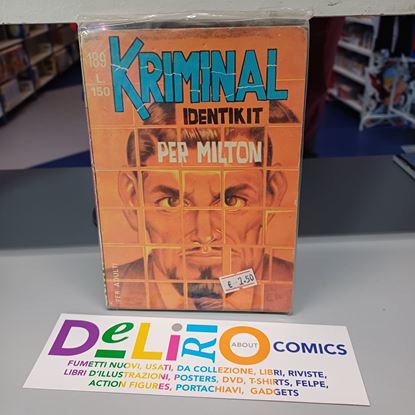 189
L.
150
KRIMINAL
IDENTIKIT
PER MILTON
PER ADULTI
€ 7.50
DeLiRiO
ABOUT
COMICS
FUMETTI NUOVI, USATI, DA COLLEZIONE, LIBRI, RIVISTE,
LIBRI D'ILLUSTRAZIONI, POSTERS, DVD, T-SHIRTS, FELPE,
ACTION FIGURES, PORTACHIAVI, GADGETS